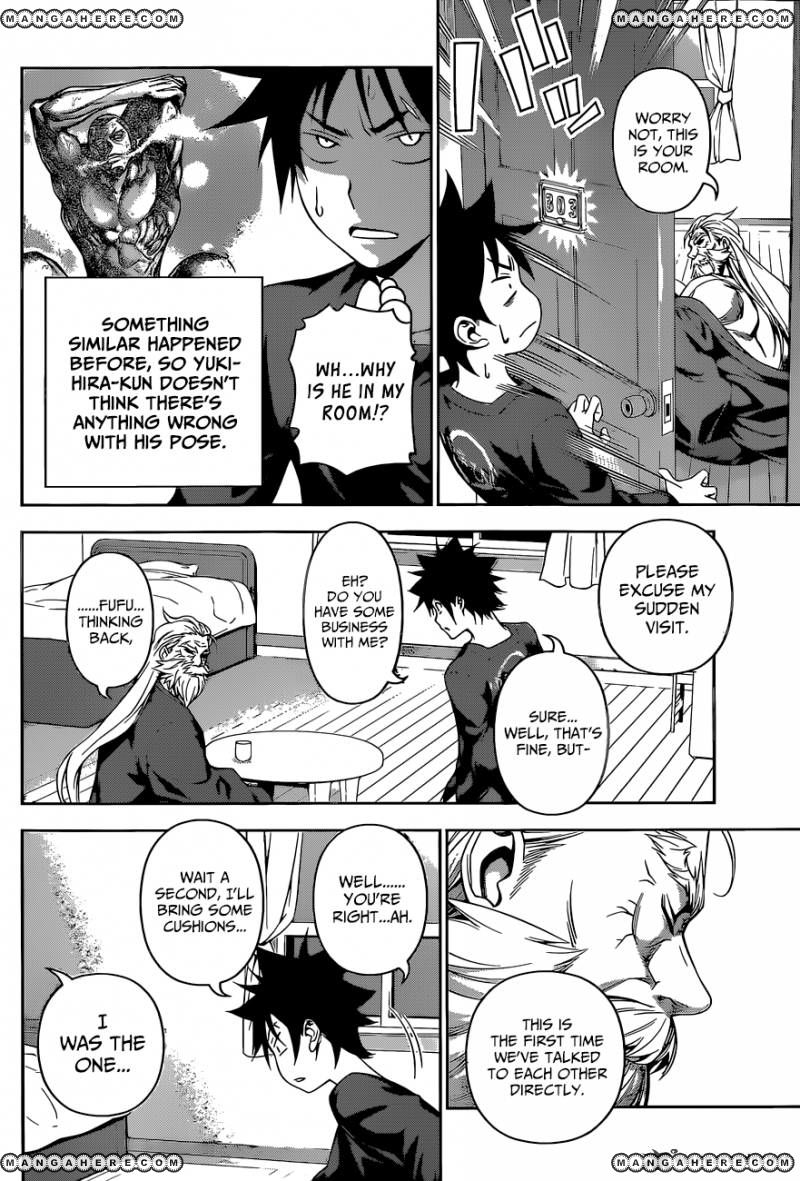 MANGAHERE.COM
MANGAHERE.COM
WORRY
NOT, THIS
IS YOUR
ROOM.
303
WH...WHY
IS HE IN MY
ROOM!?
SOMETHING
SIMILAR HAPPENED
BEFORE, SO YUKI-
HIRA-KUN DOESN'T
THINK THERE'S
ANYTHING WRONG
WITH HIS POSE.
PLEASE
EXCUSE MY
SUDDEN
VISIT.
SURE...
WELL, THAT'S
FINE, BUT-
EH?
DO YOU
HAVE SOME
BUSINESS
WITH ME?
......FUFU...
THINKING
BACK,
THIS IS
THE FIRST TIME
WE'VE TALKED
TO EACH OTHER
DIRECTLY.
WELL......
YOU'RE
RIGHT...AH.
WAIT A
SECOND, I'LL
BRING SOME
CUSHIONS...
I
WAS THE
ONE...
MANGAHERE.COM
MANGAHERE.COM